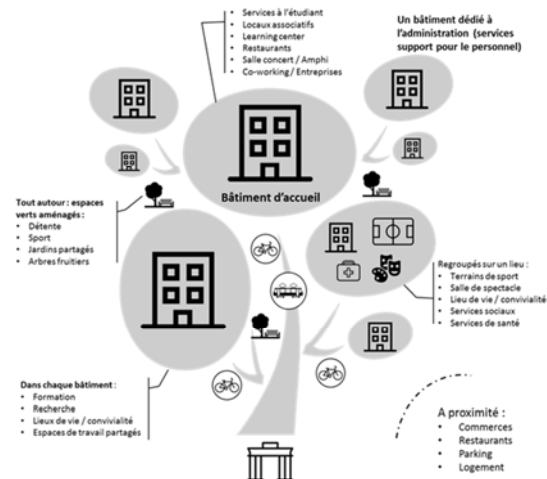 • Services à l'étudiant
• Locaux associatifs
• Learning center
• Restaurants
• Salle concert / Amphi
• Co-working / Entreprises
Un bâtiment dédié à
l'administration (services
support pour le personnel)
Bâtiment d'accueil
Tout autour : espaces
verts aménagés :
• Détente
• Sport
• Jardins partagés
• Arbres fruitiers
Regroupés sur un lieu :
• Terrains de sport
• Salle de spectacle
• Lieu de vie / convivialité
• Services sociaux
• Services de santé
Dans chaque bâtiment :
• Formation
• Recherche
• Lieux de vie / convivialité
• Espaces de travail partagés
A proximité :
• Commerces
• Restaurants
• Parking
• Logement